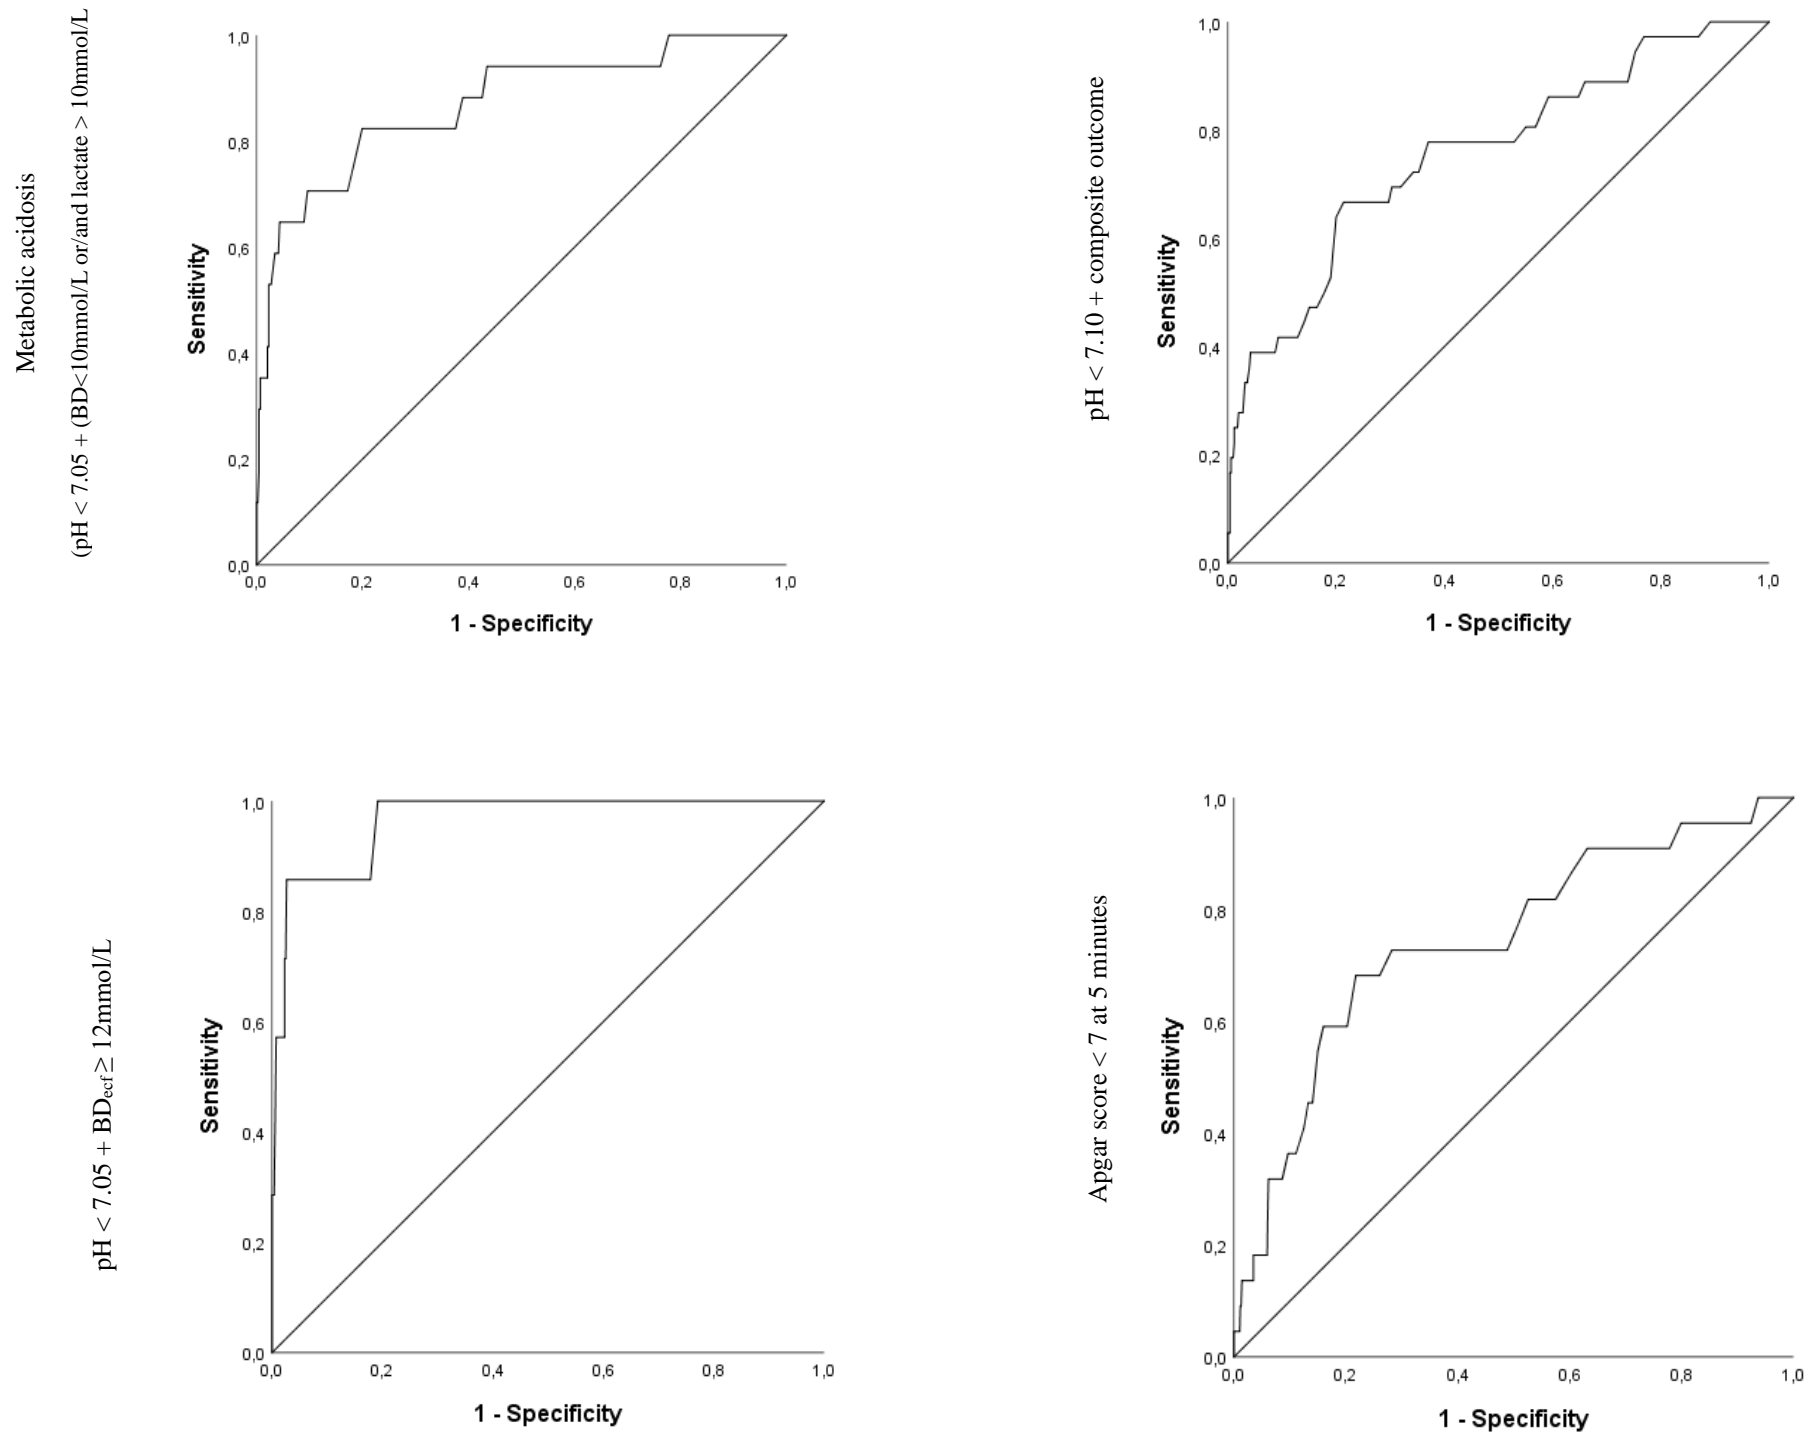 Metabolic acidosis
(pH < 7.05 + (BD<10mmol/L or/and lactate > 10mmol/L
Sensitivity
1,0
0,8
0,6
0,4
0,2
0,0
0,0 0,2 0,4 0,6 0,8 1,0
1 - Specificity
pH < 7.10 + composite outcome
Sensitivity
1,0
0,8
0,6
0,4
0,2
0,0
0,0 0,2 0,4 0,6 0,8 1,0
1 - Specificity
pH < 7.05 + BDecf ≥ 12mmol/L
Sensitivity
1,0
0,8
0,6
0,4
0,2
0,0
0,0 0,2 0,4 0,6 0,8 1,0
1 - Specificity
Apgar score < 7 at 5 minutes
Sensitivity
1,0
0,8
0,6
0,4
0,2
0,0
0,0 0,2 0,4 0,6 0,8 1,0
1 - Specificity